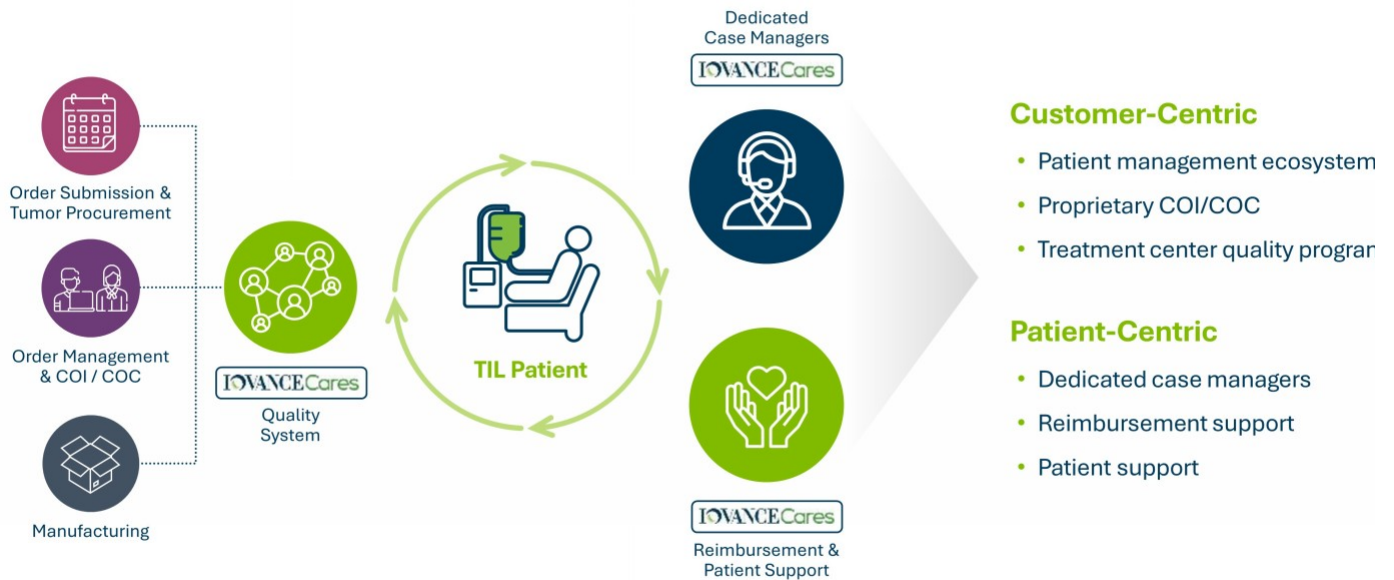 Order Submission &
Tumor Procurement
Order Management
& COI / COC
Manufacturing
IOVANCECares
Quality
System
TIL Patient
Dedicated
Case Managers
IOVANCECares
IOVANCECares
Reimbursement &
Patient Support
Customer-Centric
• Patient management ecosystem
• Proprietary COI/COC
• Treatment center quality program
Patient-Centric
• Dedicated case managers
• Reimbursement support
• Patient support